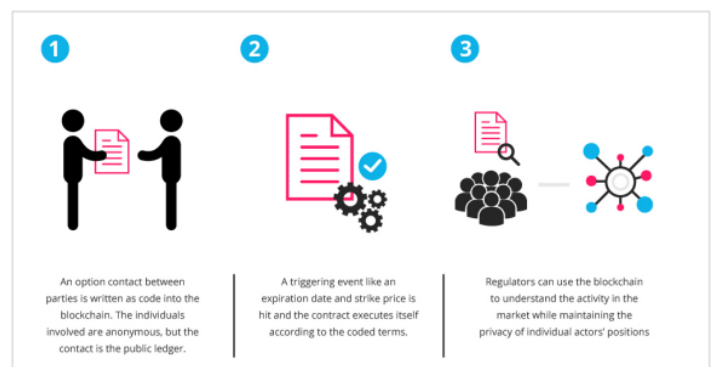 1
2
3
An option contact between
parties is written as code into the
blockchain. The individuals
involved are anonymous, but the
contact is the public ledger.
A triggering event like an
expiration date and strike price is
hit and the contract executes itself
according to the coded terms.
Regulators can use the blockchain
to understand the activity in the
market while maintaining the
privacy of individual actors' positions